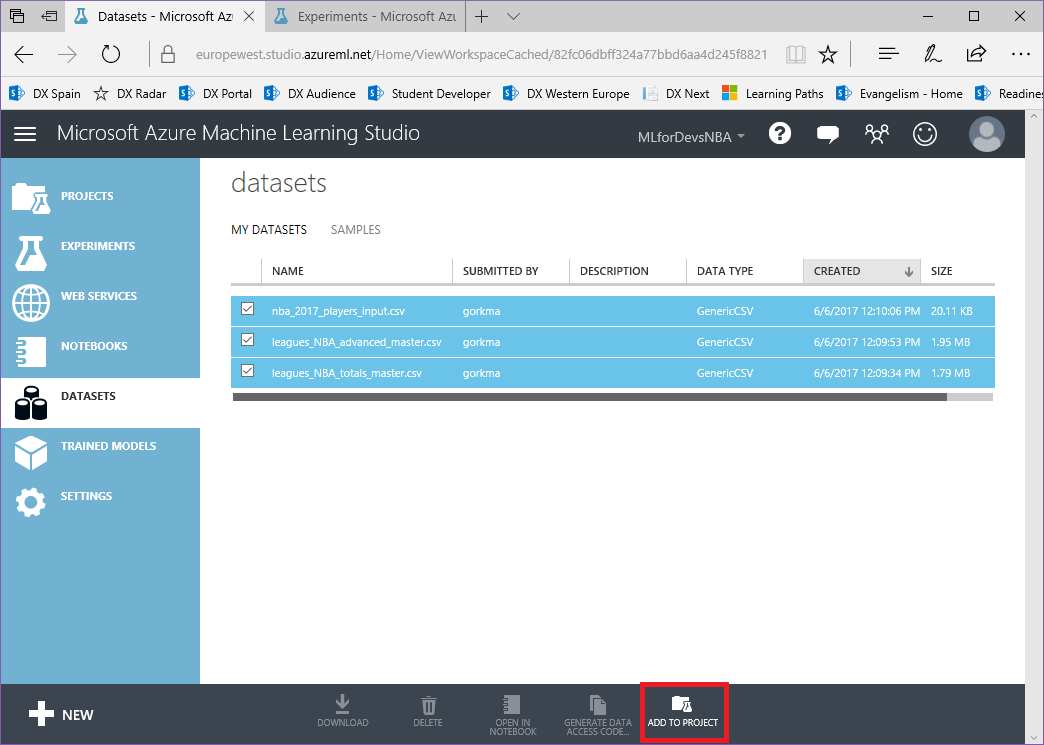 Datasets - Microsoft Az
Experiments - Microsoft Azu
europewest.studio.azureml.net/Home/ViewWorkspaceCached/82fc06dbff324a77bbd6aa4d245f8821
DX Spain DX Radar DX Portal DX Audience Student Developer DX Western Europe DX Next Learning Paths Evangelism - Home Readines
Microsoft Azure Machine Learning Studio
MLforDevsNBA
PROJECTS
EXPERIMENTS
WEB SERVICES
NOTEBOOKS
DATASETS
TRAINED MODELS
SETTINGS
datasets
MY DATASETS SAMPLES
NAME SUBMITTED BY DESCRIPTION DATA TYPE CREATED SIZE
nba_2017_players_input.csv gorkma GenericCSV 6/6/2017 12:10:06 PM 20.11 KB
leagues_NBA_advanced_master.csv gorkma GenericCSV 6/6/2017 12:09:53 PM 1.95 MB
leagues_NBA_totals_master.csv gorkma GenericCSV 6/6/2017 12:09:34 PM 1.79 MB
NEW
DOWNLOAD
DELETE
OPEN IN
NOTEBOOK
GENERATE DATA
ACCESS CODE...
ADD TO PROJECT